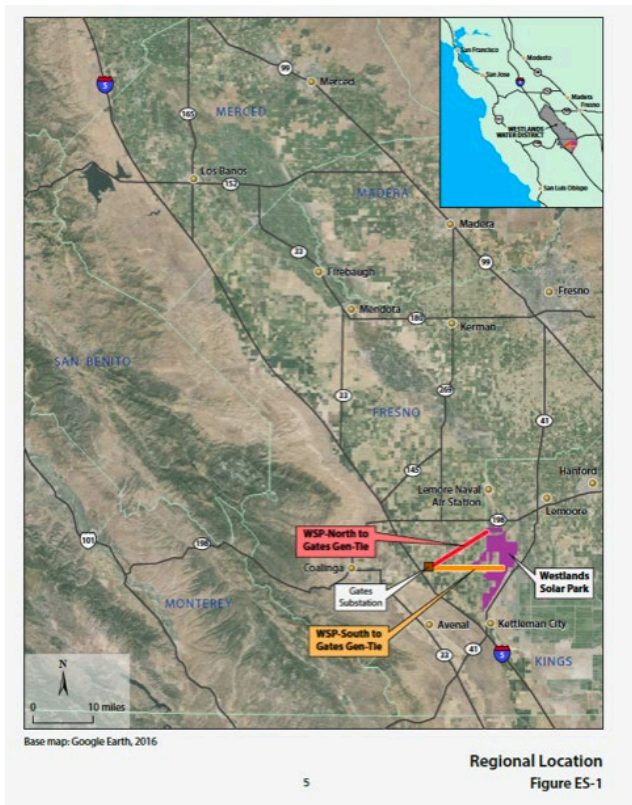 San Francisco
Modesto
San Jose
5
99
Madera
Fresno
WESTLANDS
WATER DISTRICT
San Luis Obispo
99
Merced
5
165
MERCED
Los Banos
152
MADERA
Madera
33
Firebaugh
99
Fresno
Mendota
180
Kerman
SAN BENITO
33
269
FRESNO
41
145
Hanford
Lemore Naval
Air Station
Lemoore
198
101
198
WSP-North to
Gates Gen-Tie
Coalinga
Gates
Substation
Westlands
Solar Park
MONTEREY
WSP-South to
Gates Gen-Tie
Avenal
Kettleman City
33
41
5
KINGS
N
0 10 miles
Base map: Google Earth, 2016
Regional Location
5
Figure ES-1